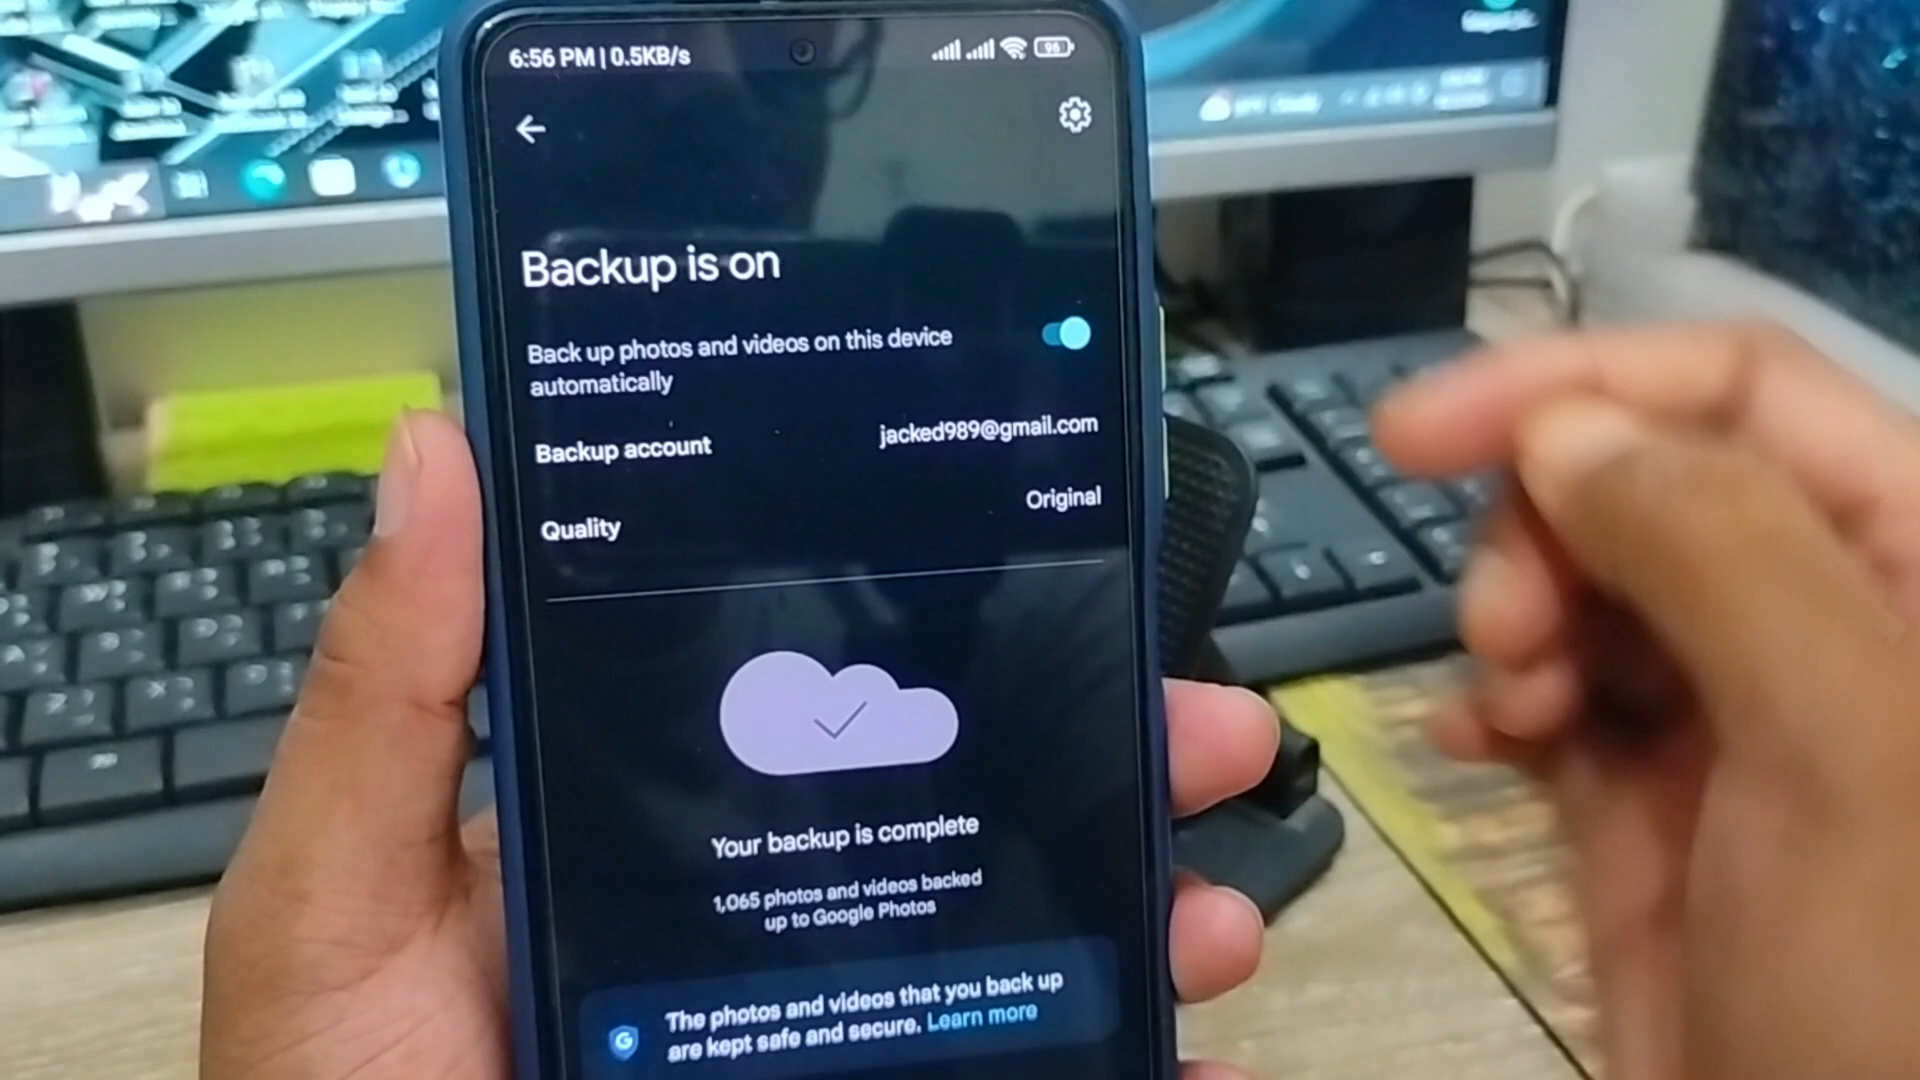 6:56 PM | 0.5KB/s
96
Backup is on
Back up photos and videos on this device
automatically
Backup account
jacked989@gmail.com
Quality
Original
Your backup is complete
1,065 photos and videos backed
up to Google Photos
The photos and videos that you back up
are kept safe and secure. Learn more
G